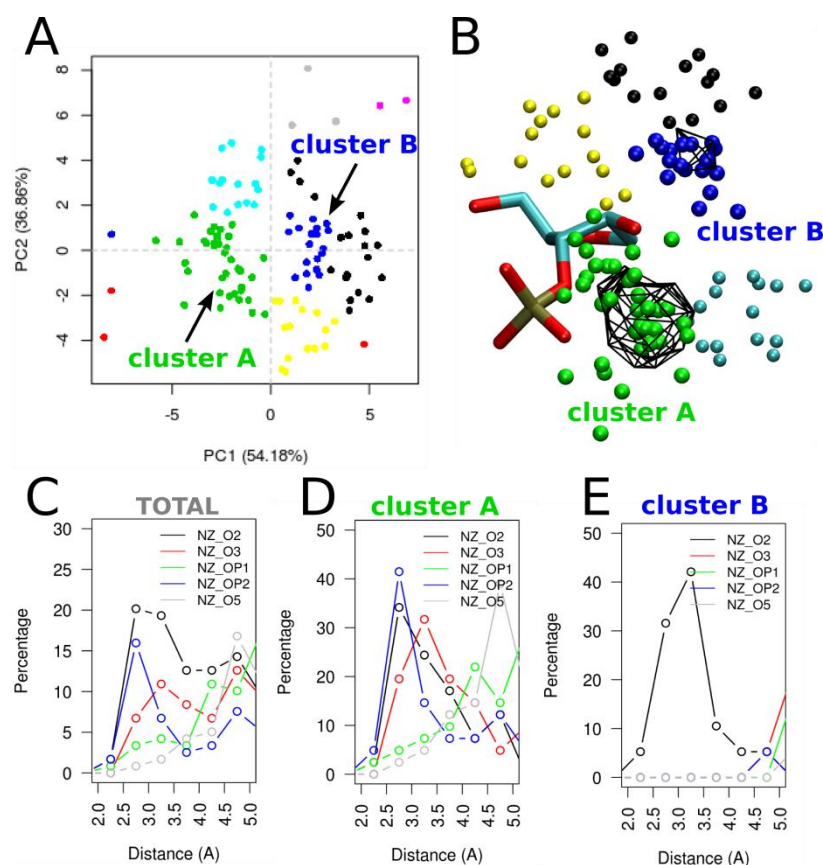 A
B
8
6
4
2
0
-2
-4
PC2 (36.86%)
cluster B
cluster A
-5
0
5
PC1 (54.18%)
cluster B
cluster A
C
TOTAL
D
cluster A
E
cluster B
30
25
20
15
10
5
0
Percentage
NZ_O2
NZ_O3
NZ_OP1
NZ_OP2
NZ_O5
2.0
2.5
3.0
3.5
4.0
4.5
5.0
Distance (A)
50
40
30
20
10
0
Percentage
NZ_O2
NZ_O3
NZ_OP1
NZ_OP2
NZ_O5
2.0
2.5
3.0
3.5
4.0
4.5
5.0
Distance (A)
50
40
30
20
10
0
Percentage
NZ_O2
NZ_O3
NZ_OP1
NZ_OP2
NZ_O5
2.0
2.5
3.0
3.5
4.0
4.5
5.0
Distance (A)